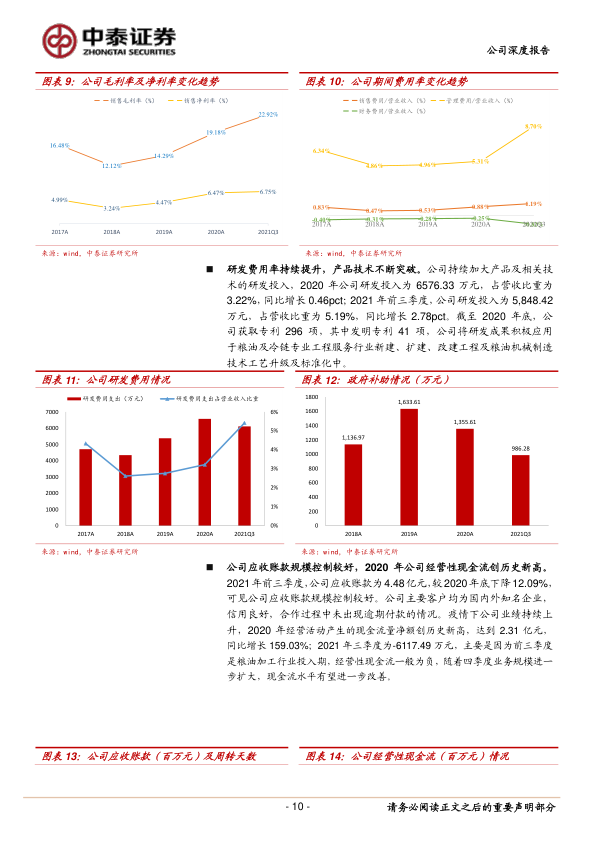 中泰证券
ZHONGTAI SECURITIES
公司深度报告
图表 9：公司毛利率及净利率变化趋势
销售毛利率（%） 销售净利率（%）
22.92%
19.18%
16.48%
14.29%
12.12%
6.47% 6.75%
4.99% 4.47%
3.24%
2017A 2018A 2019A 2020A 2021Q3
来源：wind，中泰证券研究所
图表 10：公司期间费用率变化趋势
销售费用/营业收入（%） 管理费用/营业收入（%）
财务费用/营业收入（%）
8.78%
6.34%
4.86% 4.96% 5.31%
0.83% 0.47% 0.53% 0.88% 1.19%
-0.31% -0.28% -0.25%
2017A 2018A 2019A 2020A 2021Q3
来源：wind，中泰证券研究所
研发费用率持续提升，产品技术不断突破。公司持续加大产品及相关技
术的研发投入，2020 年公司研发投入为 6576.33 万元，占营收比重为
3.22%，同比增长 0.46pct；2021 年前三季度，公司研发投入为 5,848.42
万元，占营收比重为 5.19%，同比增长 2.78pct。截至 2020 年底，公
司获取专利 296 项，其中发明专利 41 项，公司将研发成果积极应用
于粮油及冷链专业工程服务行业新建、扩建、改建工程及粮油机械制造
技术工艺升级及标准化中。
图表 11：公司研发费用情况
研发费用支出（万元） 研发费用支出占营业收入比重
7000 6%
6000 5%
5000
4%
4000
3%
3000
2%
2000
1000 1%
0 0%
2017A 2018A 2019A 2020A 2021Q3
来源：wind，中泰证券研究所
图表 12：政府补助情况（万元）
1800
1600
1400
1200
1000
800
600
400
200
0
1,136.97
1,633.61
1,355.61
986.28
2018A 2019A 2020A 2021Q3
来源：wind，中泰证券研究所
公司应收账款规模控制较好，2020 年公司经营性现金流创历史新高。
2021 年前三季度，公司应收账款为 4.48 亿元，较 2020 年底下降 12.09%，
可见公司应收账款规模控制较好。公司主要客户均为国内外知名企业，
信用良好，合作过程中未出现逾期付款的情况。疫情下公司业绩持续上
升，2020 年经营活动产生的现金流量净额创历史新高，达到 2.31 亿元，
同比增长 159.03%；2021 年三季度为-6117.49 万元，主要是因为前三季度
是粮油加工行业投入期，经营性现金流一般为负，随着四季度业务规模进一
步扩大，现金流水平有望进一步改善。
图表 13：公司应收账款（百万元）及周转天数
图表 14：公司经营性现金流（百万元）情况
- 10 -
请务必阅读正文之后的重要声明部分